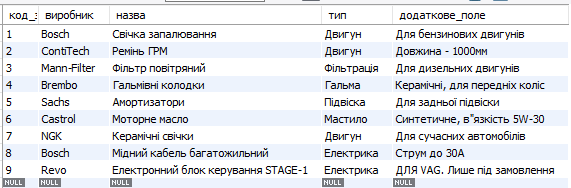 код_з виробник назва тип додаткове_поле
1 Bosch Свічка запалювання Двигун Для бензинових двигунів
2 ContiTech Ремінь ГРМ Двигун Довжина - 1000мм
3 Mann-Filter Фільтр повітряний Фільтрація Для дизельних двигунів
4 Brembo Гальмівні колодки Гальма Керамічні, для передніх коліс
5 Sachs Амортизатори Підвіска Для задньої підвіски
6 Castrol Моторне масло Мастило Синтетичне, в"язкість 5W-30
7 NGK Керамічні свічки Двигун Для сучасних автомобілів
8 Bosch Мідний кабель багатожильний Електрика Струм до 30А
9 Revo Електронний блок керування STAGE-1 Електрика ДЛЯ VAG. Лише під замовлення
NULL NULL NULL NULL NULL